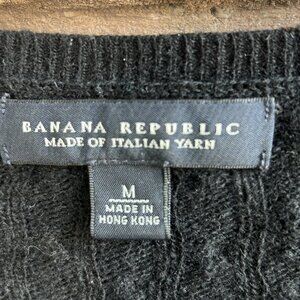 BANANA REPUBLIC
MADE OF ITALIAN YARN
M
MADE IN
HONG KONG